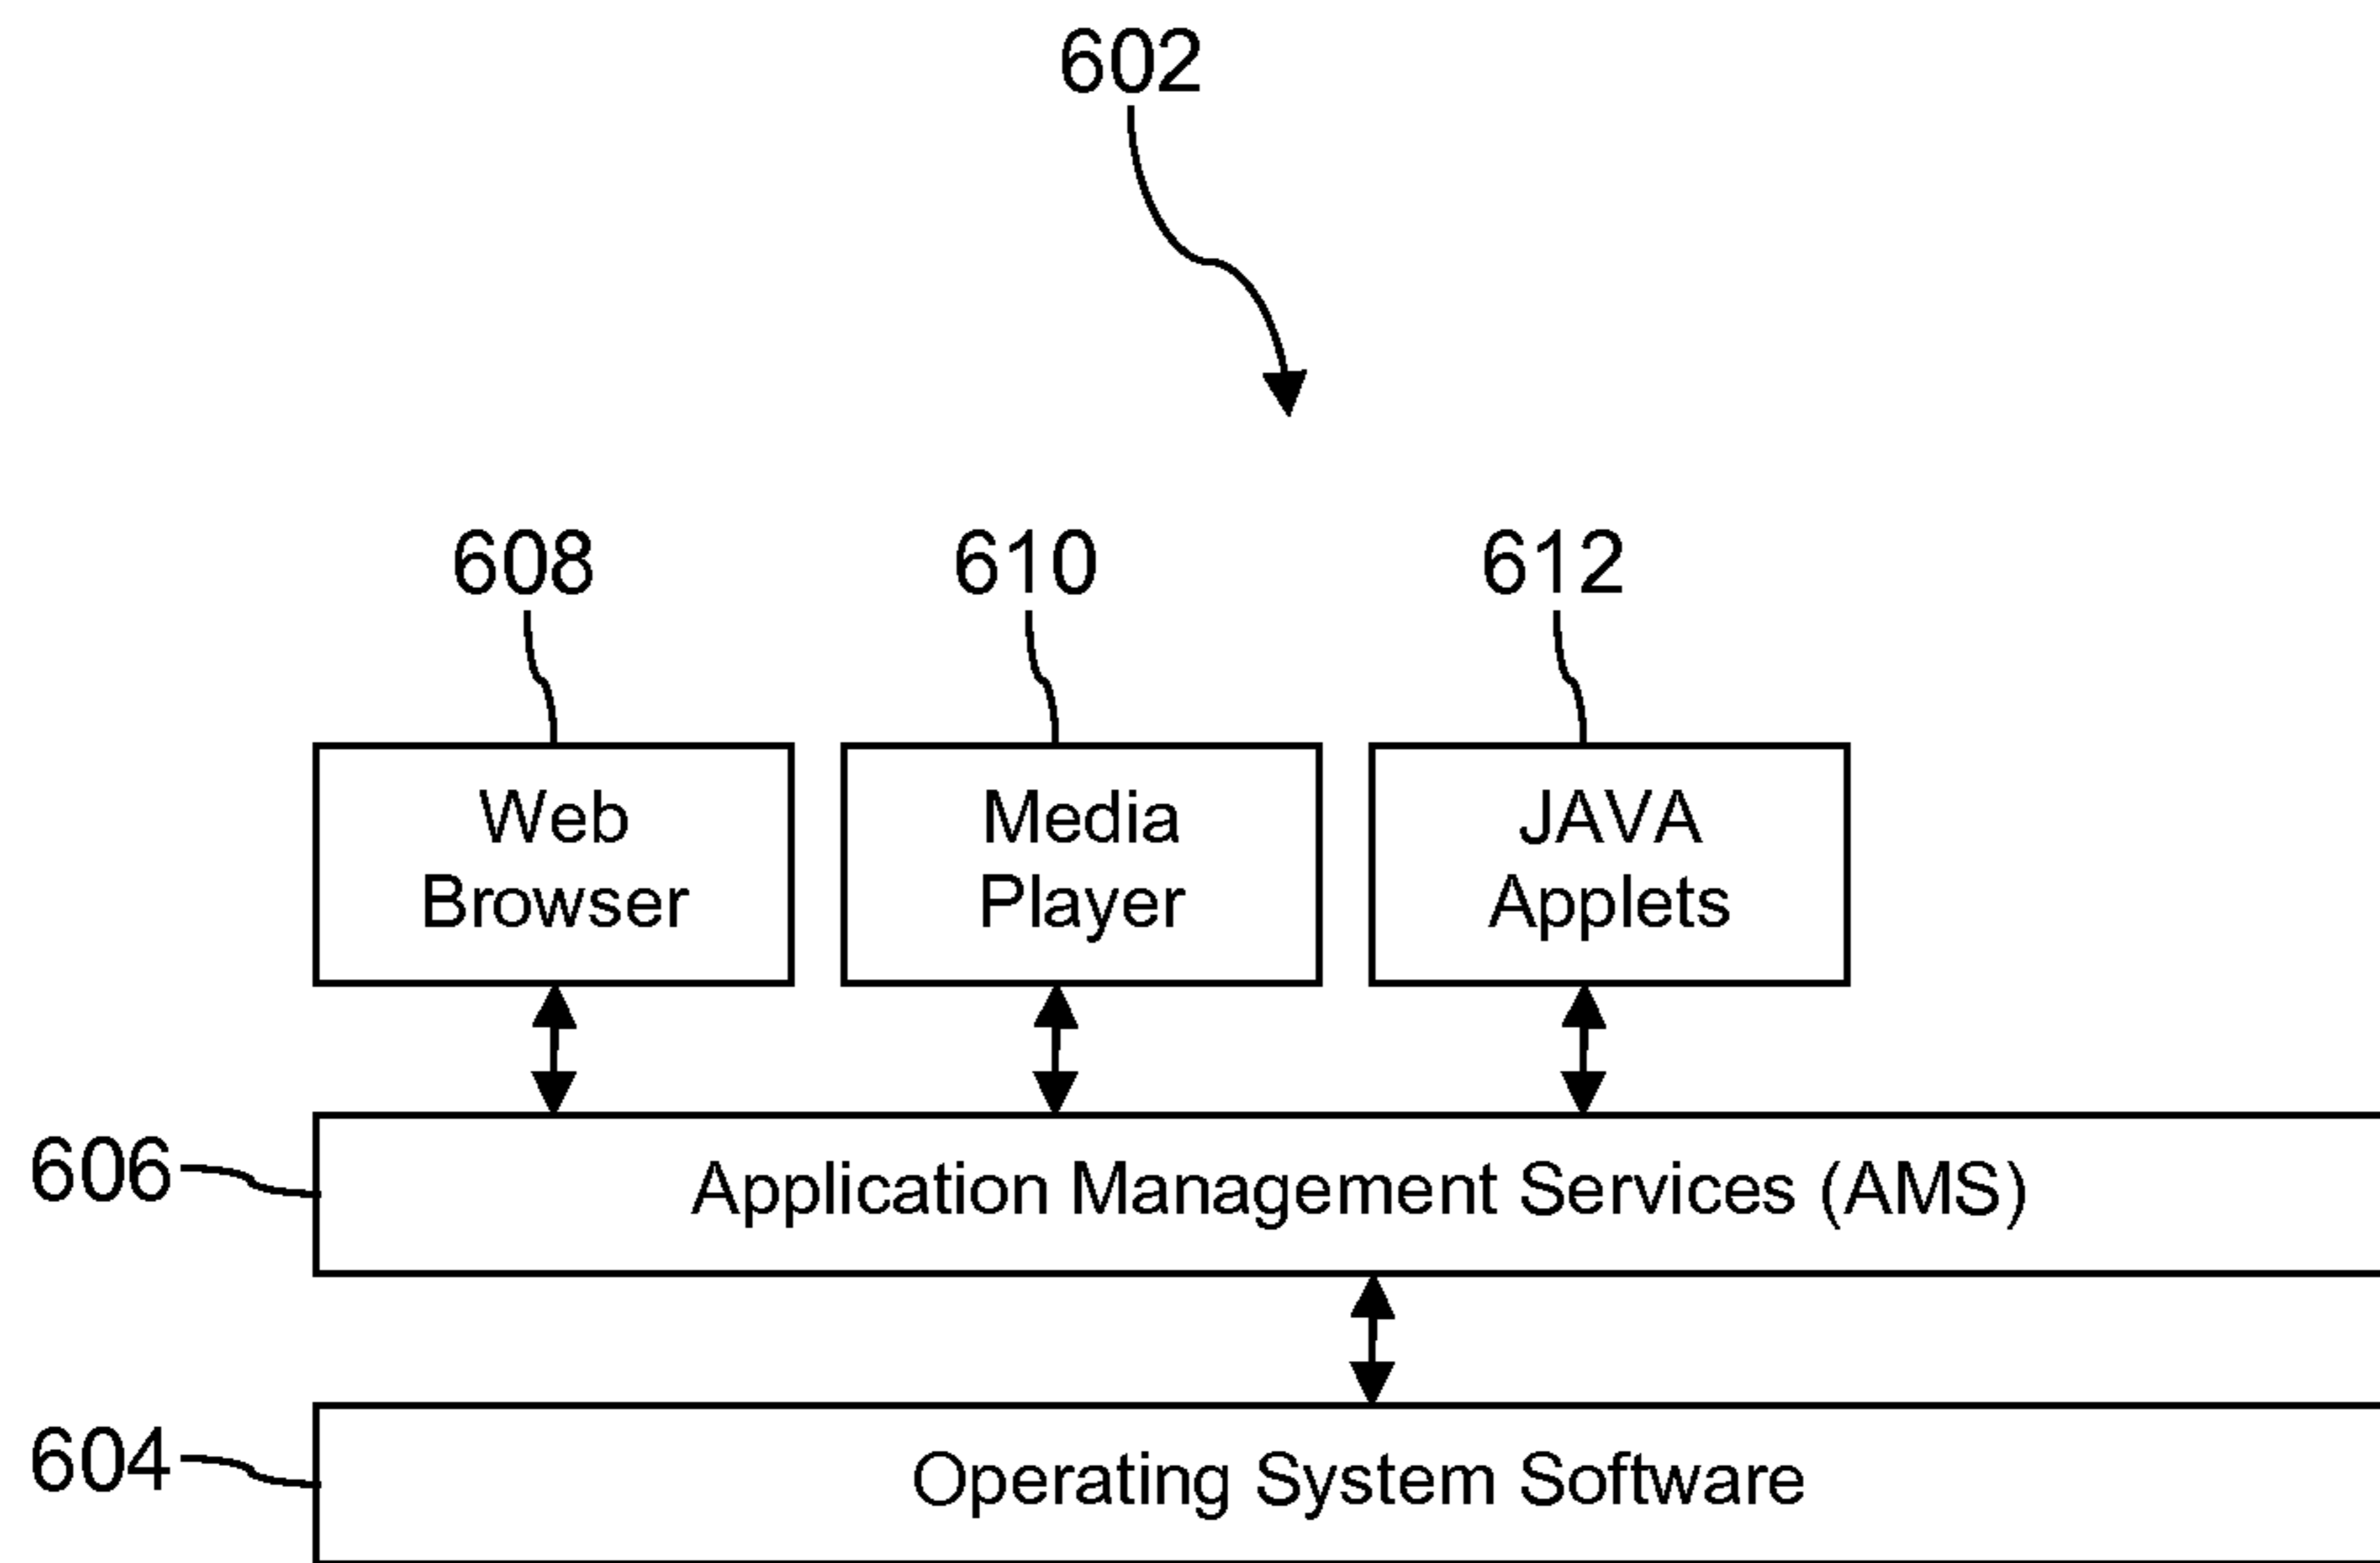 602
608
610
612
Web
Browser
Media
Player
JAVA
Applets
606
Application Management Services (AMS)
604
Operating System Software